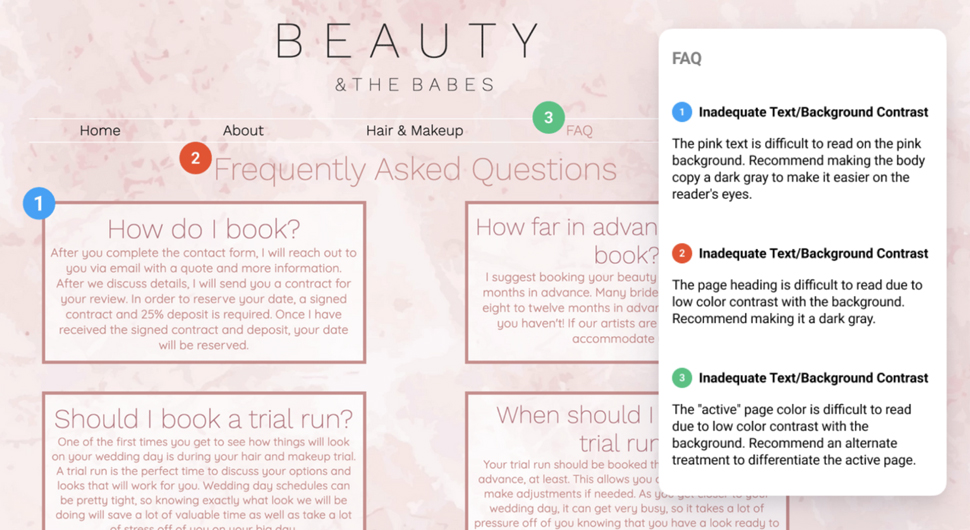 BEAUTY
& THE BABES
Home About Hair & Makeup 3 FAQ
2 Frequently Asked Questions
1
How do I book?
After you complete the contact form, I will reach out to
you via email with a quote and more information.
After we discuss details, I will send you a contract for
your review. In order to reserve your date, a signed
contract and 25% deposit is required. Once I have
received the signed contract and deposit, your date
will be reserved.
How far in advan
book?
I suggest booking your beauty
months in advance. Many bride
eight to twelve months in advan
you haven't! If our artists are
accommodate
Should I book a trial run?
One of the first times you get to see how things will look
on your wedding day is during your hair and makeup trial.
A trial run is the perfect time to discuss your options and
looks that will work for you. Wedding day schedules can
be pretty tight, so knowing exactly what look we will be
doing will save a lot of valuable time as well as take a lot
of stress off of you on your big day.
When should I
trial run
Your trial run should be booked
advance, at least. This allows you
make adjustments if needed. As you get closer to your
wedding day, it can get very busy, so it takes a lot of
pressure off of you knowing that you have a look ready to
FAQ
1 Inadequate Text/Background Contrast
The pink text is difficult to read on the pink
background. Recommend making the body
copy a dark gray to make it easier on the
reader's eyes.
2 Inadequate Text/Background Contrast
The page heading is difficult to read due to
low color contrast with the background.
Recommend making it a dark gray.
3 Inadequate Text/Background Contrast
The "active" page color is difficult to read
due to low color contrast with the
background. Recommend an alternate
treatment to differentiate the active page.